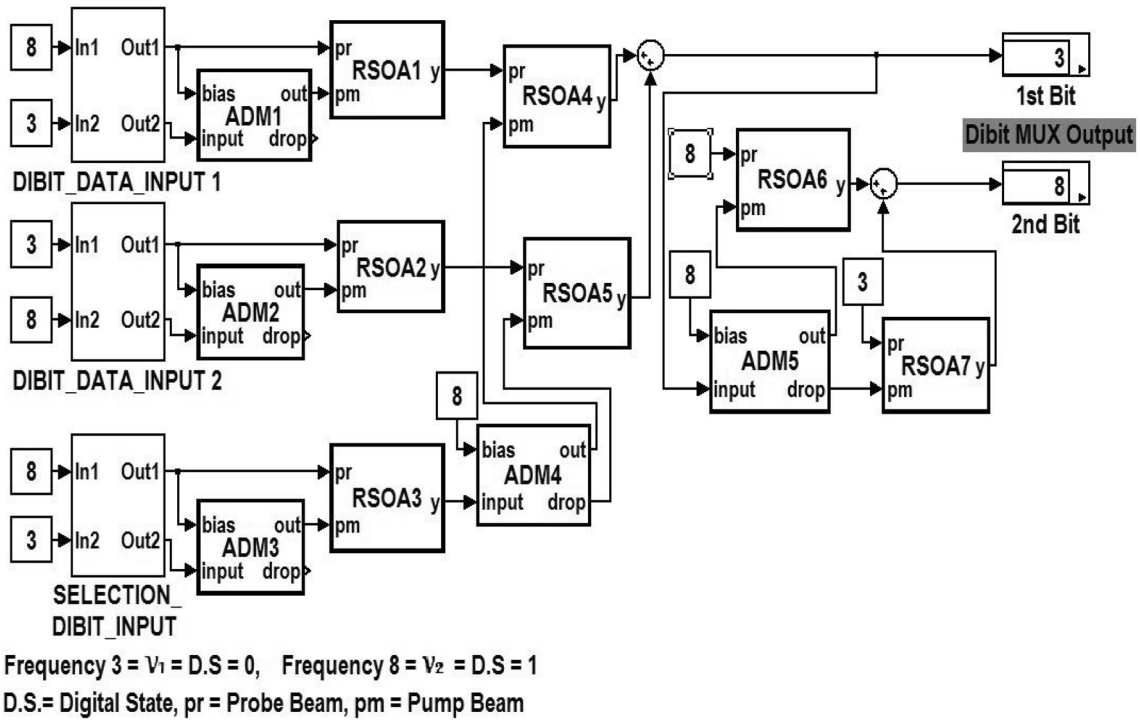 8 In1 Out1 pr RSOA1 y pm
3 In2 Out2 bias out ADM1 input drop
DIBIT_DATA_INPUT 1
pr RSOA4 y pm
3 1st Bit
Dibit MUX Output
8 pr RSOA6 y pm
8 2nd Bit
3 In1 Out1 pr RSOA2 y pm
8 In2 Out2 bias out ADM2 input drop
DIBIT_DATA_INPUT 2
pr RSOA5 y pm
8 bias out ADM5 input drop
3 pr RSOA7 y pm
8 bias out ADM4 input drop
8 In1 Out1 pr RSOA3 y pm
3 In2 Out2 bias out ADM3 input drop
SELECTION_
DIBIT_INPUT
Frequency 3 = V1 = D.S = 0, Frequency 8 = V2 = D.S = 1
D.S.= Digital State, pr = Probe Beam, pm = Pump Beam